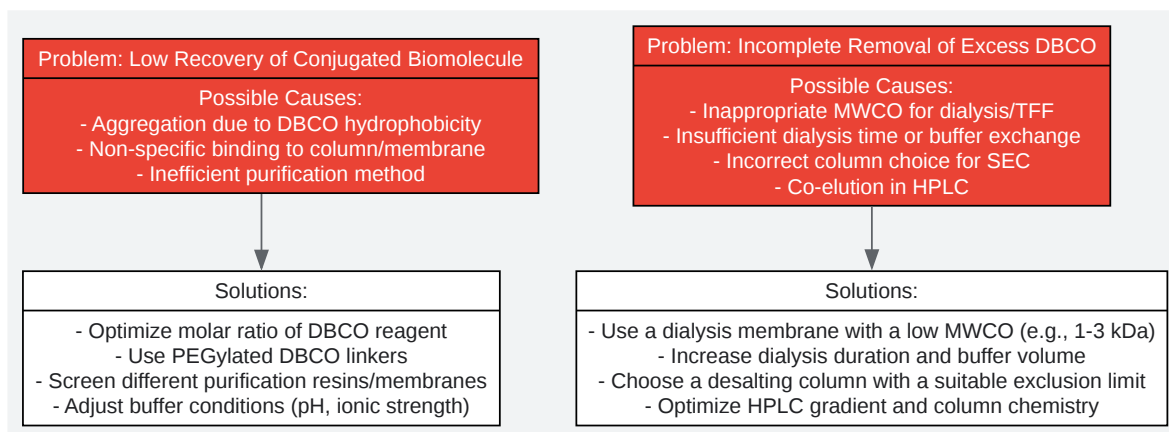 Problem: Low Recovery of Conjugated Biomolecule
Possible Causes:
- Aggregation due to DBCO hydrophobicity
- Non-specific binding to column/membrane
- Inefficient purification method
Solutions:
- Optimize molar ratio of DBCO reagent
- Use PEGylated DBCO linkers
- Screen different purification resins/membranes
- Adjust buffer conditions (pH, ionic strength)
Problem: Incomplete Removal of Excess DBCO
Possible Causes:
- Inappropriate MWCO for dialysis/TFF
- Insufficient dialysis time or buffer exchange
- Incorrect column choice for SEC
- Co-elution in HPLC
Solutions:
- Use a dialysis membrane with a low MWCO (e.g., 1-3 kDa)
- Increase dialysis duration and buffer volume
- Choose a desalting column with a suitable exclusion limit
- Optimize HPLC gradient and column chemistry